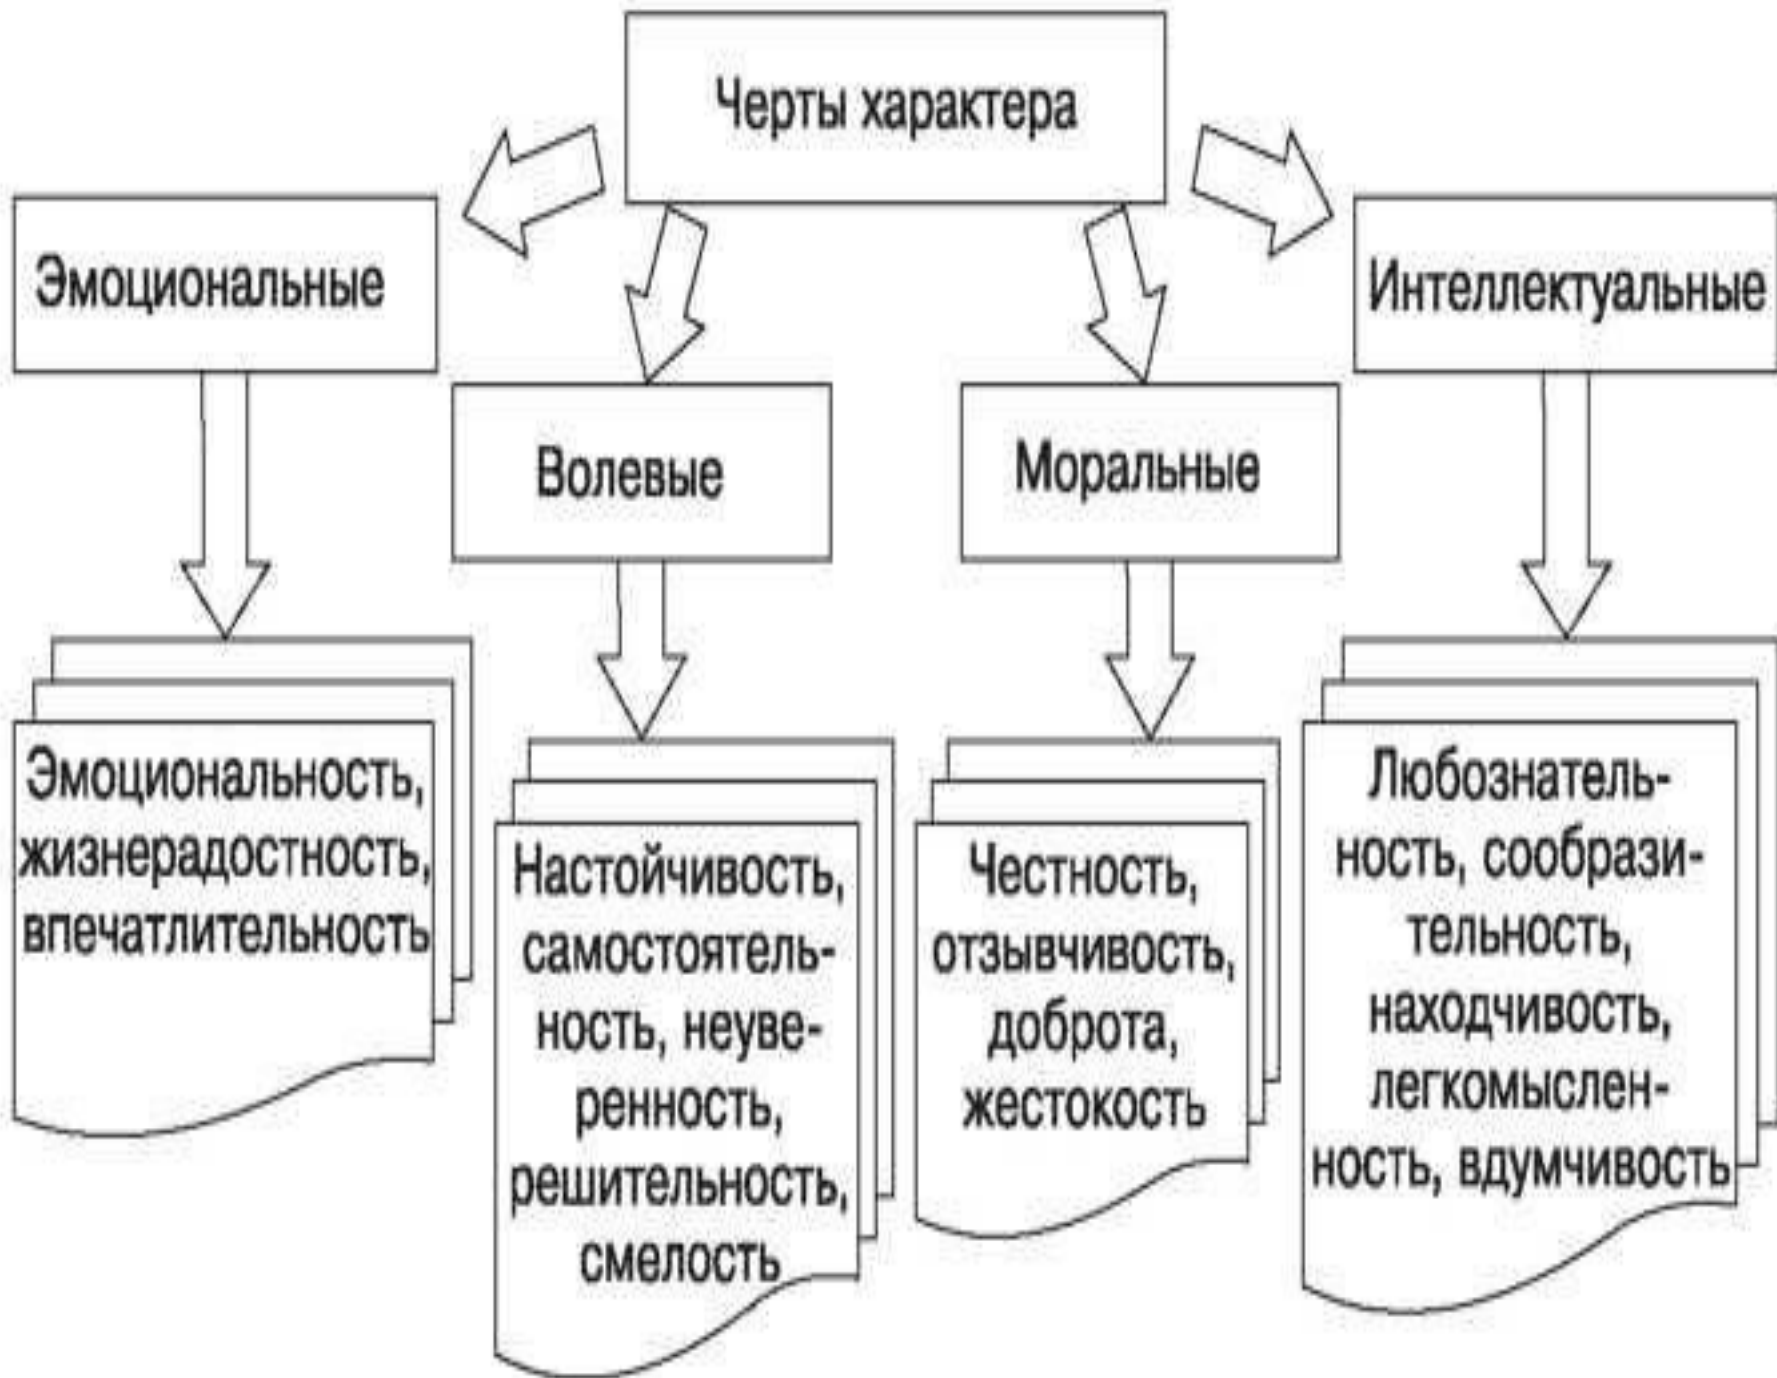 Черты характера
Эмоциональные
Интеллектуальные
Волевые
Моральные
Эмоциональность,
жизнерадостность,
впечатлительность
Настойчивость,
самостоятель-
ность, неуве-
ренность,
решительность,
смелость
Честность,
отзывчивость,
доброта,
жестокость
Любознатель-
ность, сообрази-
тельность,
находчивость,
легкомыслен-
ность, вдумчивость